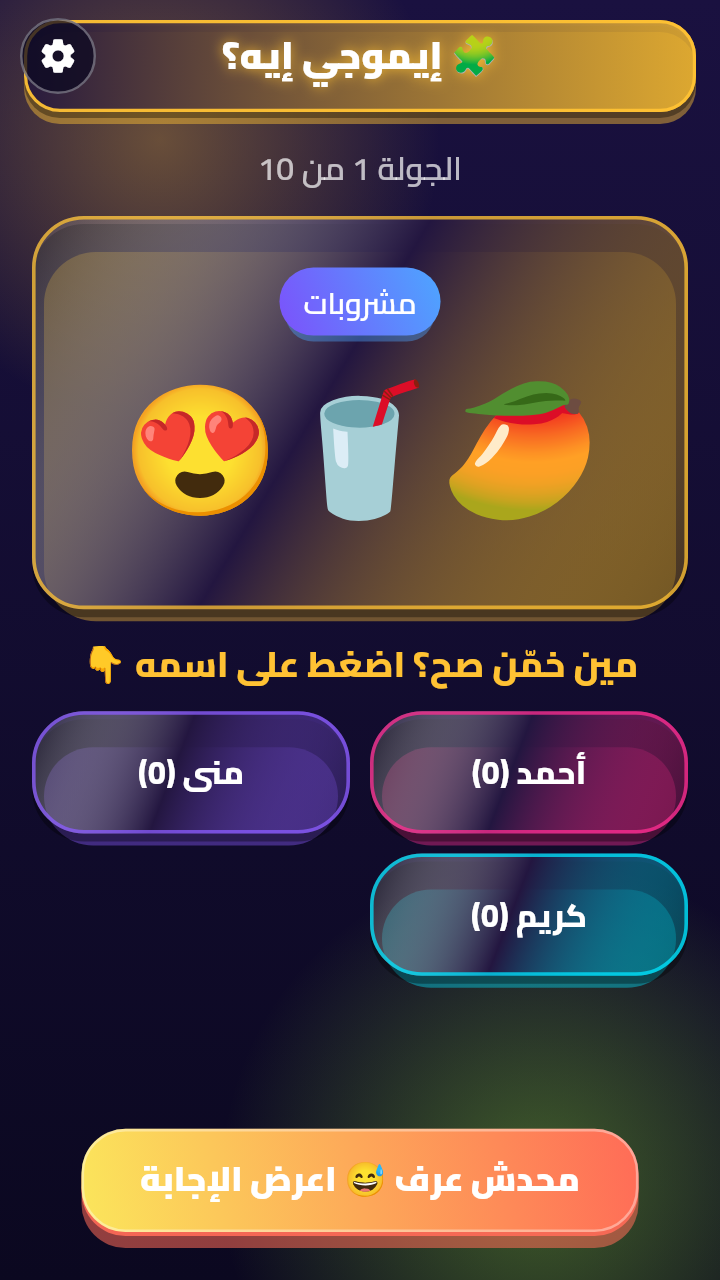 🧩 إيموجي إيه؟
الجولة 1 من 10
مشروبات
مين خمّن صح؟ اضغط على اسمه 👇
أحمد (0)
منى (0)
كريم (0)
محدش عرف 😅 اعرض الإجابة